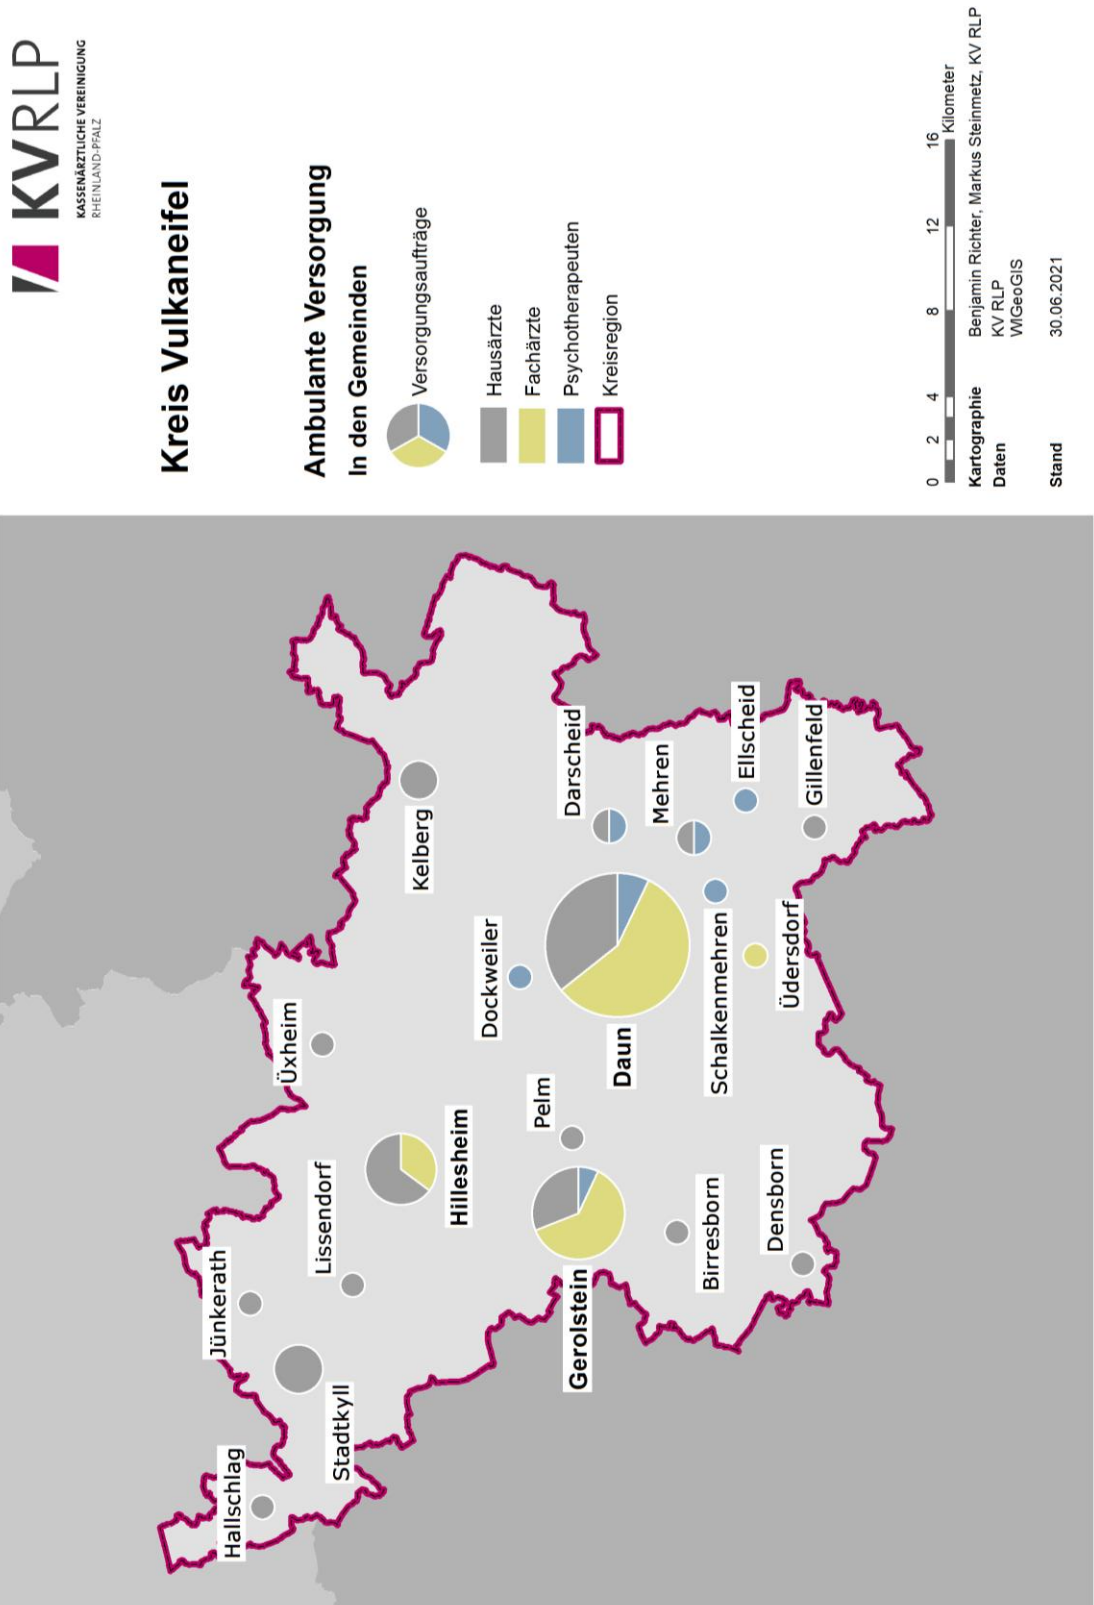 KVRLP
KASSENÄRZTLICHE VEREINIGUNG
RHEINLAND-PFALZ
Kreis Vulkaneifel
Ambulante Versorgung
In den Gemeinden
Versorgungsaufträge
Hausärzte
Fachärzte
Psychotherapeuten
Kreisregion
0 2 4 8 12 16
Kilometer
Kartographie Benjamin Richter, Markus Steinmetz, KV RLP
Daten KV RLP
WIGeoGIS
Stand 30.06.2021
Hallschlag
Jünkerath
Stadtkyll
Lissendorf
Üxheim
Hillesheim
Kelberg
Dockweiler
Pelm
Gerolstein
Darscheid
Daun
Mehren
Birresborn
Schalkenmehren
Ellscheid
Densborn
Üdersdorf
Gillenfeld